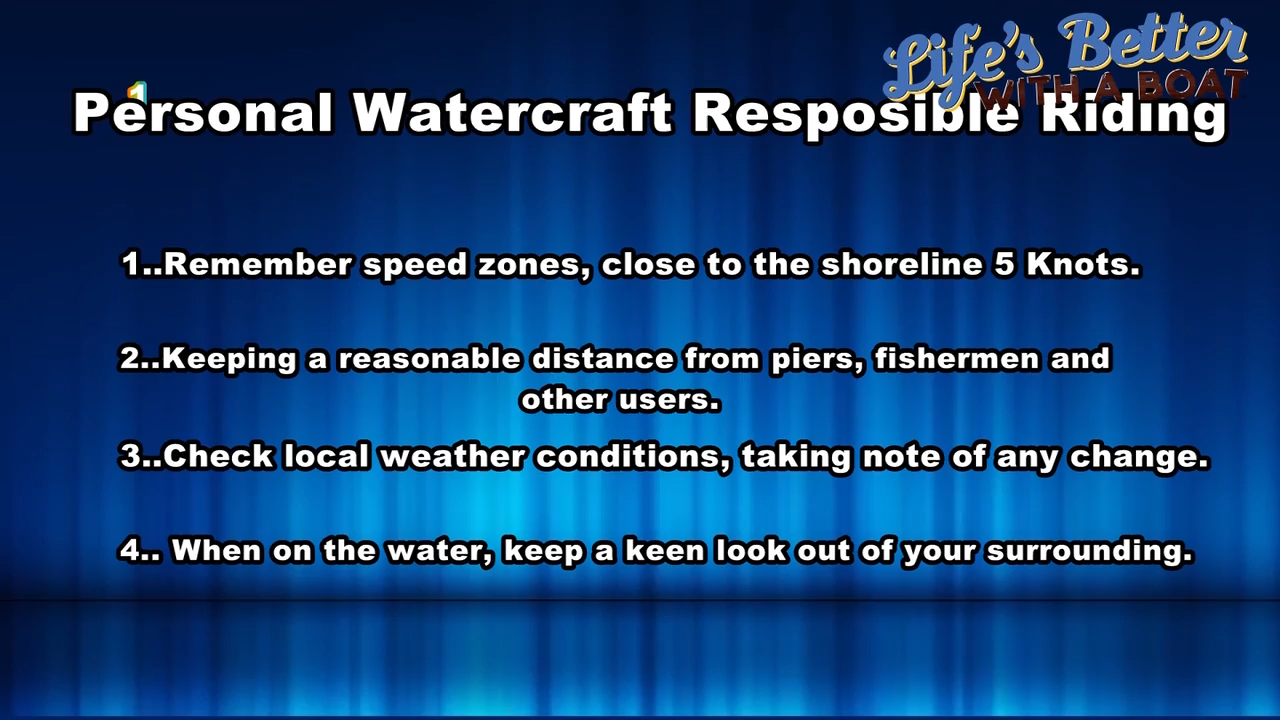 Life's Better
WITH A BOAT
1
Personal Watercraft Resposible Riding
1..Remember speed zones, close to the shoreline 5 Knots.
2..Keeping a reasonable distance from piers, fishermen and
other users.
3..Check local weather conditions, taking note of any change.
4.. When on the water, keep a keen look out of your surrounding.